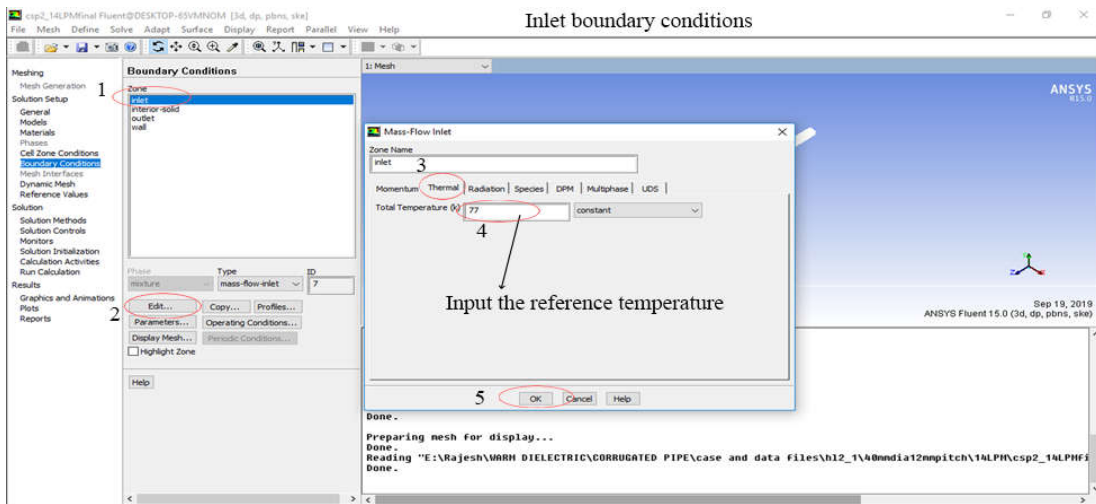 csp2_14LPMfinal Fluent@DESKTOP-65VMNOM [3d, dp, pbns, ske]
Inlet boundary conditions
File Mesh Define Solve Adapt Surface Display Report Parallel View Help
Meshing
Mesh Generation
Solution Setup
General
Models
Materials
Phases
Cell Zone Conditions
Boundary Conditions
Mesh Interfaces
Dynamic Mesh
Reference Values
Solution
Solution Methods
Solution Controls
Monitors
Solution Initialization
Calculation Activities
Run Calculation
Results
Graphics and Animations
Plots
Reports
Boundary Conditions
1
Zone
inlet
interior-solid
outlet
wall
Phase
Type
ID
mixture
mass-flow-inlet
7
2
Edit...
Copy...
Profiles...
Parameters...
Operating Conditions...
Display Mesh...
Periodic Conditions...
Highlight Zone
Help
1: Mesh
ANSYS
R15.0
Mass-Flow Inlet
Zone Name
inlet
3
Momentum Thermal Radiation Species DPM Multiphase UDS
Total Temperature (k) 77 constant
4
Input the reference temperature
5
OK Cancel Help
Sep 19, 2019
ANSYS Fluent 15.0 (3d, dp, pbns, ske)
Done.
Preparing mesh for display...
Done.
Reading "E:\Rajesh\WARM DIELECTRIC\CORRUGATED PIPE\case and data files\hl2_1\40mmdia12mmpitch\14LPM\csp2_14LPMfi
Done.